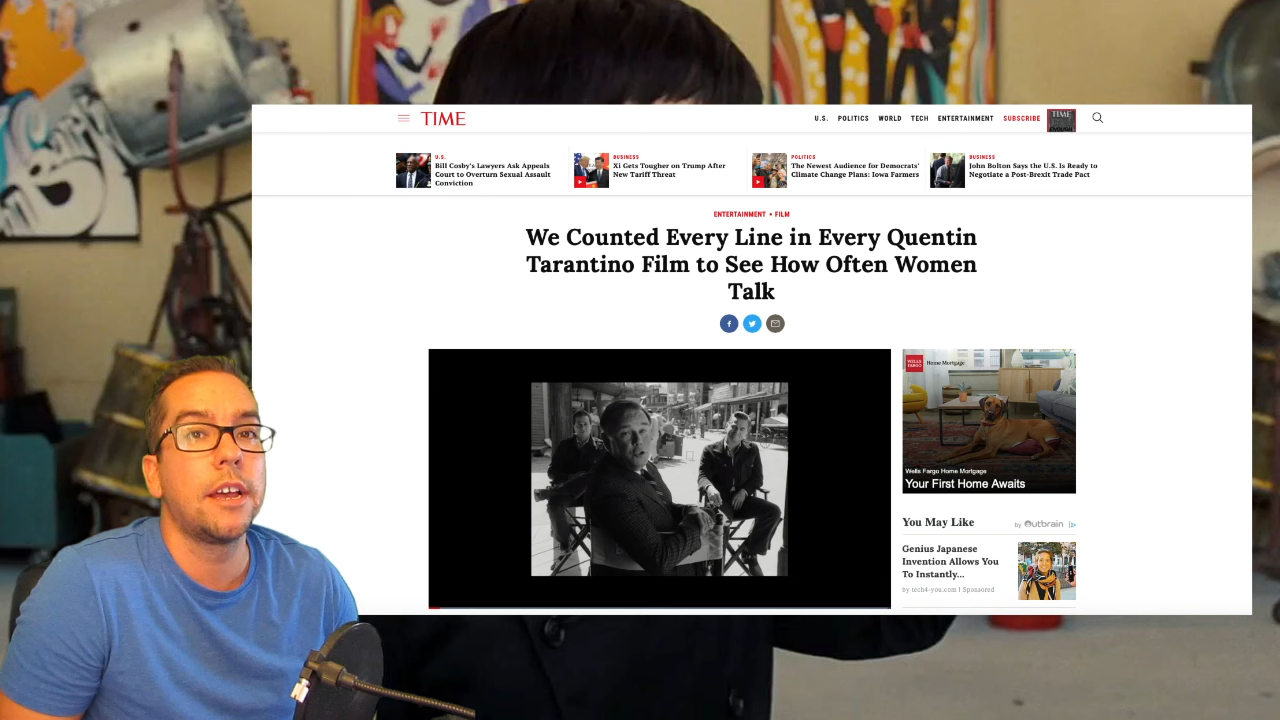 TIME
U.S. POLITICS WORLD TECH ENTERTAINMENT SUBSCRIBE
TIME
U.S.
Bill Cosby's Lawyers Ask Appeals
Court to Overturn Sexual Assault
Conviction
BUSINESS
Xi Gets Tougher on Trump After
New Tariff Threat
POLITICS
The Newest Audience for Democrats'
Climate Change Plans: Iowa Farmers
BUSINESS
John Bolton Says the U.S. Is Ready to
Negotiate a Post-Brexit Trade Pact
ENTERTAINMENT • FILM
We Counted Every Line in Every Quentin
Tarantino Film to See How Often Women
Talk
WELLS
FARGO
Home Mortgage
Wells Fargo Home Mortgage
Your First Home Awaits
You May Like
by Outbrain
Genius Japanese
Invention Allows You
To Instantly...
by tech4-you.com | Sponsored